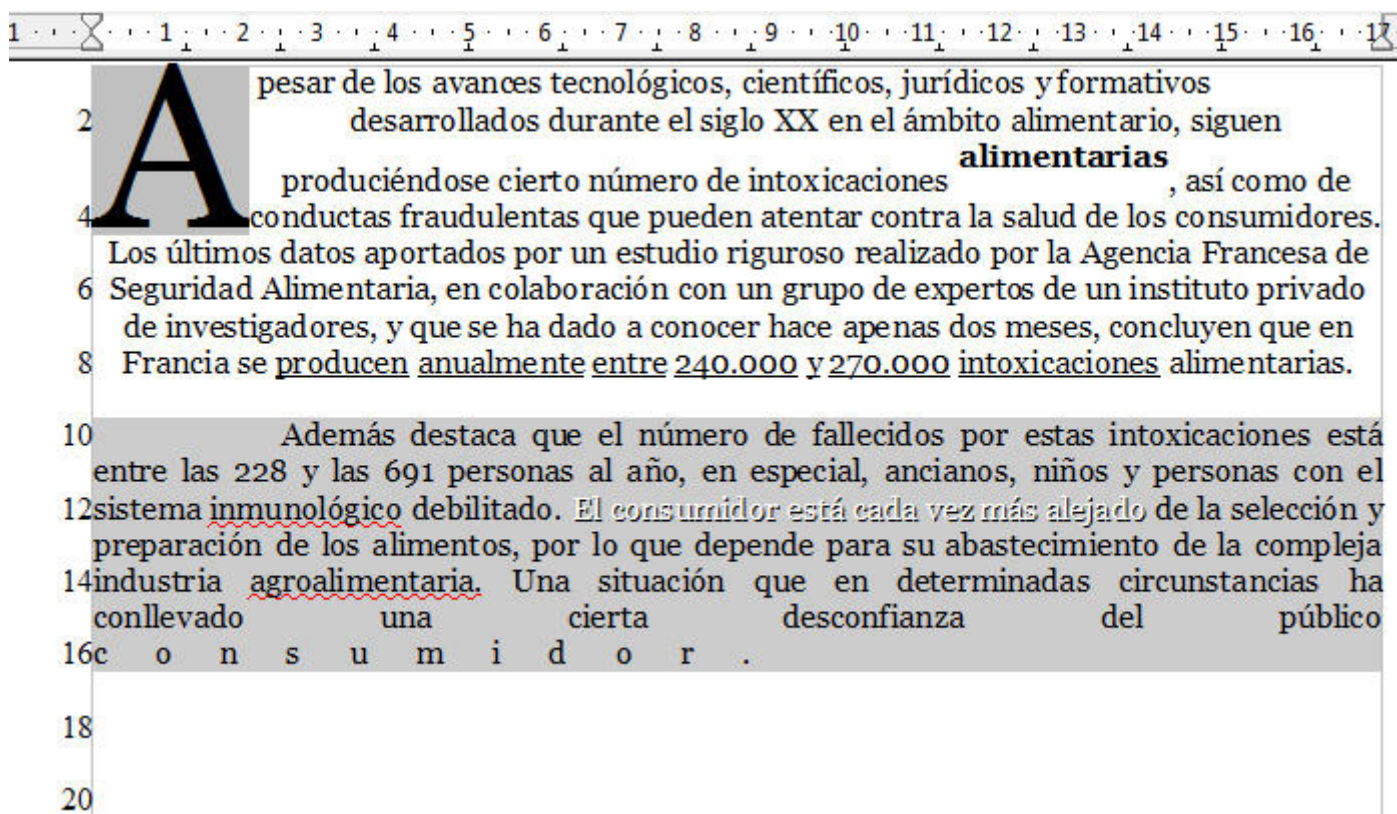 1 1 2 3 4 5 6 7 8 9 10 11 12 13 14 15 16 17
A pesar de los avances tecnológicos, científicos, jurídicos y formativos
2 desarrollados durante el siglo XX en el ámbito alimentario, siguen
produciéndose cierto número de intoxicaciones alimentarias, así como de
4 conductas fraudulentas que pueden atentar contra la salud de los consumidores.
Los últimos datos aportados por un estudio riguroso realizado por la Agencia Francesa de
6 Seguridad Alimentaria, en colaboración con un grupo de expertos de un instituto privado
de investigadores, y que se ha dado a conocer hace apenas dos meses, concluyen que en
8 Francia se producen anualmente entre 240.000 y 270.000 intoxicaciones alimentarias.
10 Además destaca que el número de fallecidos por estas intoxicaciones está
entre las 228 y las 691 personas al año, en especial, ancianos, niños y personas con el
12 sistema inmunológico debilitado. El consumidor está cada vez más alejado de la selección y
preparación de los alimentos, por lo que depende para su abastecimiento de la compleja
14 industria agroalimentaria. Una situación que en determinadas circunstancias ha
conllevado una cierta desconfianza del público
16 c o n s u m i d o r .
18
20